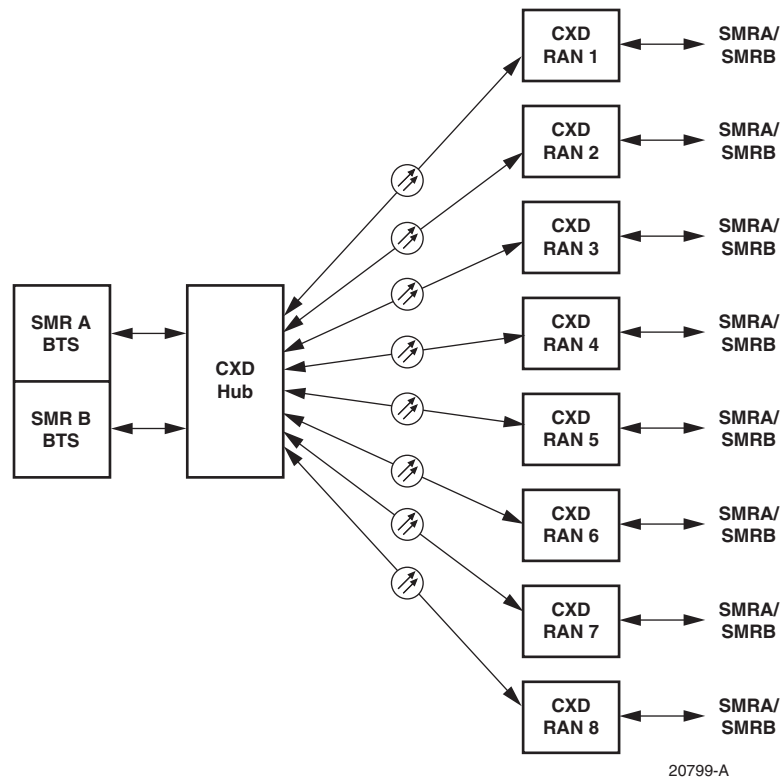 CXD
RAN 1
SMRA/
SMRB
CXD
RAN 2
SMRA/
SMRB
CXD
RAN 3
SMRA/
SMRB
SMR A
BTS
SMR B
BTS
CXD
Hub
CXD
RAN 4
SMRA/
SMRB
CXD
RAN 5
SMRA/
SMRB
CXD
RAN 6
SMRA/
SMRB
CXD
RAN 7
SMRA/
SMRB
CXD
RAN 8
SMRA/
SMRB
20799-A